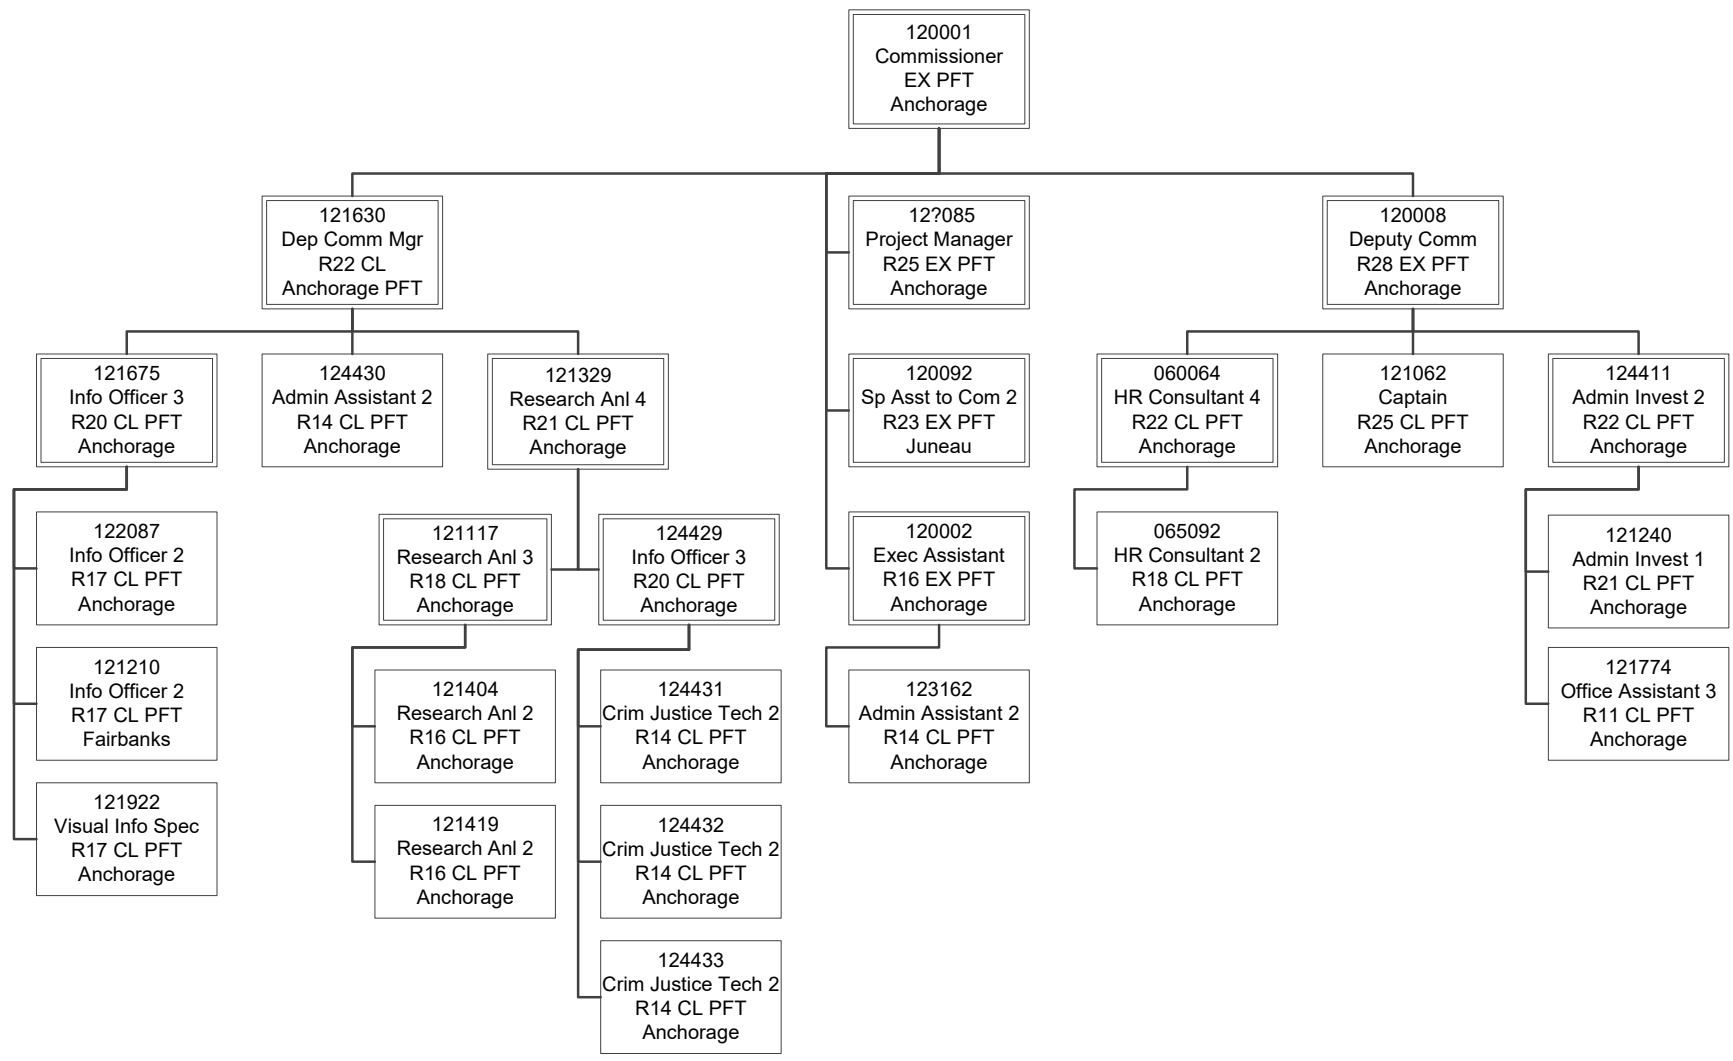 120001
Commissioner
EX PFT
Anchorage
121630
Dep Comm Mgr
R22 CL
Anchorage PFT
12?085
Project Manager
R25 EX PFT
Anchorage
120008
Deputy Comm
R28 EX PFT
Anchorage
121675
Info Officer 3
R20 CL PFT
Anchorage
124430
Admin Assistant 2
R14 CL PFT
Anchorage
121329
Research Anl 4
R21 CL PFT
Anchorage
120092
Sp Asst to Com 2
R23 EX PFT
Juneau
060064
HR Consultant 4
R22 CL PFT
Anchorage
121062
Captain
R25 CL PFT
Anchorage
124411
Admin Invest 2
R22 CL PFT
Anchorage
122087
Info Officer 2
R17 CL PFT
Anchorage
121117
Research Anl 3
R18 CL PFT
Anchorage
124429
Info Officer 3
R20 CL PFT
Anchorage
120002
Exec Assistant
R16 EX PFT
Anchorage
065092
HR Consultant 2
R18 CL PFT
Anchorage
121240
Admin Invest 1
R21 CL PFT
Anchorage
121210
Info Officer 2
R17 CL PFT
Fairbanks
121404
Research Anl 2
R16 CL PFT
Anchorage
124431
Crim Justice Tech 2
R14 CL PFT
Anchorage
123162
Admin Assistant 2
R14 CL PFT
Anchorage
121774
Office Assistant 3
R11 CL PFT
Anchorage
121922
Visual Info Spec
R17 CL PFT
Anchorage
121419
Research Anl 2
R16 CL PFT
Anchorage
124432
Crim Justice Tech 2
R14 CL PFT
Anchorage
124433
Crim Justice Tech 2
R14 CL PFT
Anchorage